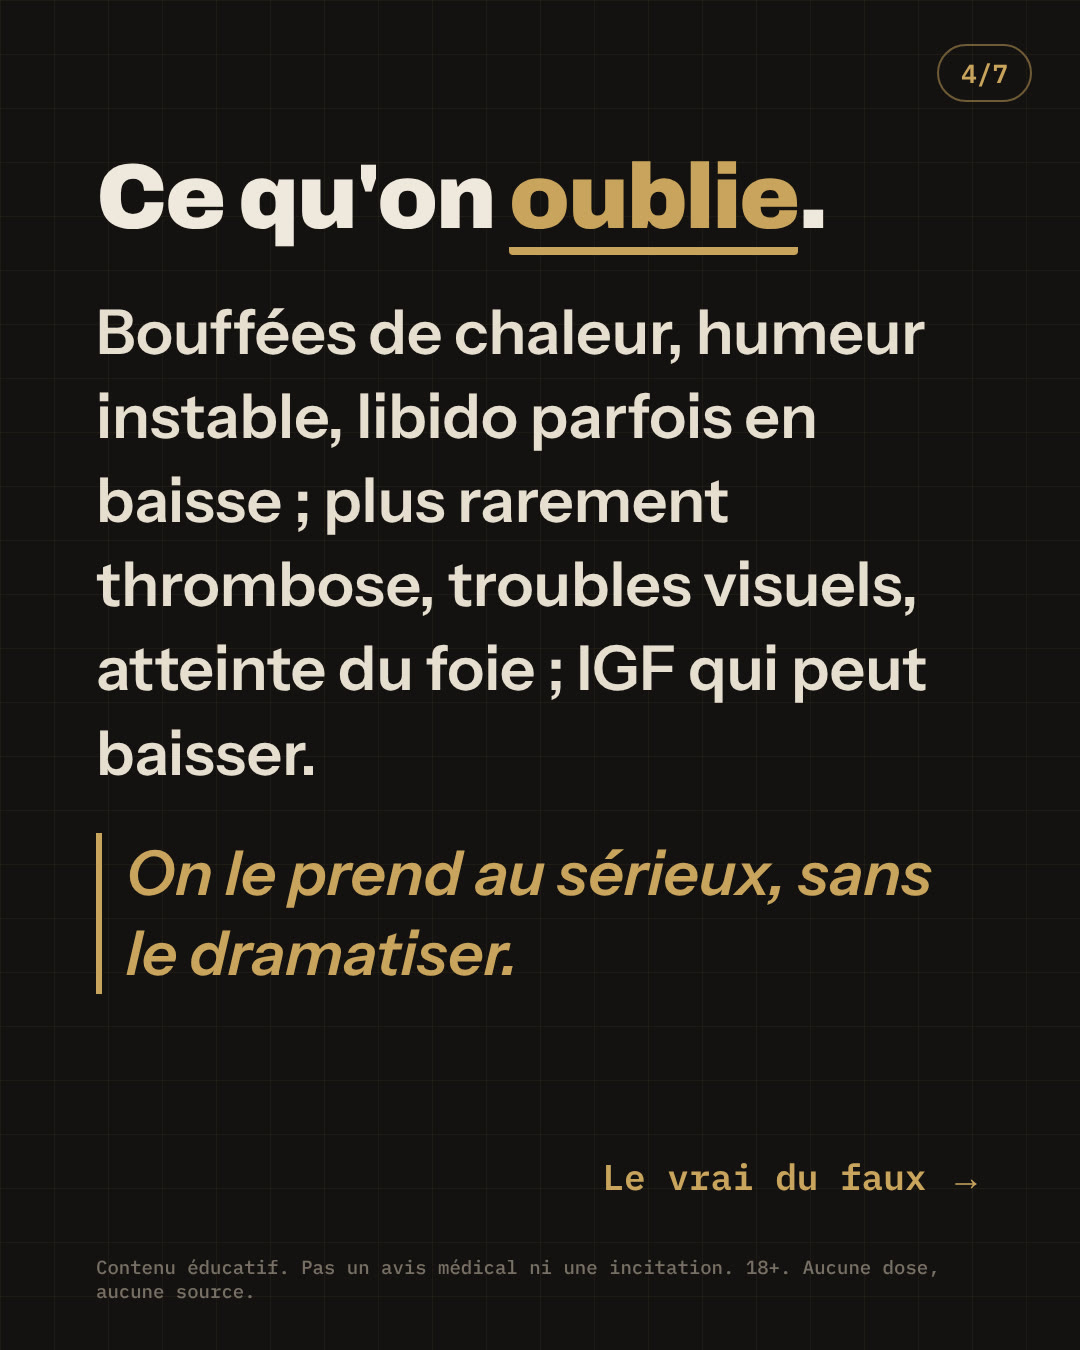 4/7
Ce qu'on oublie.
Bouffées de chaleur, humeur
instable, libido parfois en
baisse ; plus rarement
thrombose, troubles visuels,
atteinte du foie ; IGF qui peut
baisser.
On le prend au sérieux, sans
le dramatiser.
Le vrai du faux →
Contenu éducatif. Pas un avis médical ni une incitation. 18+. Aucune dose,
aucune source.